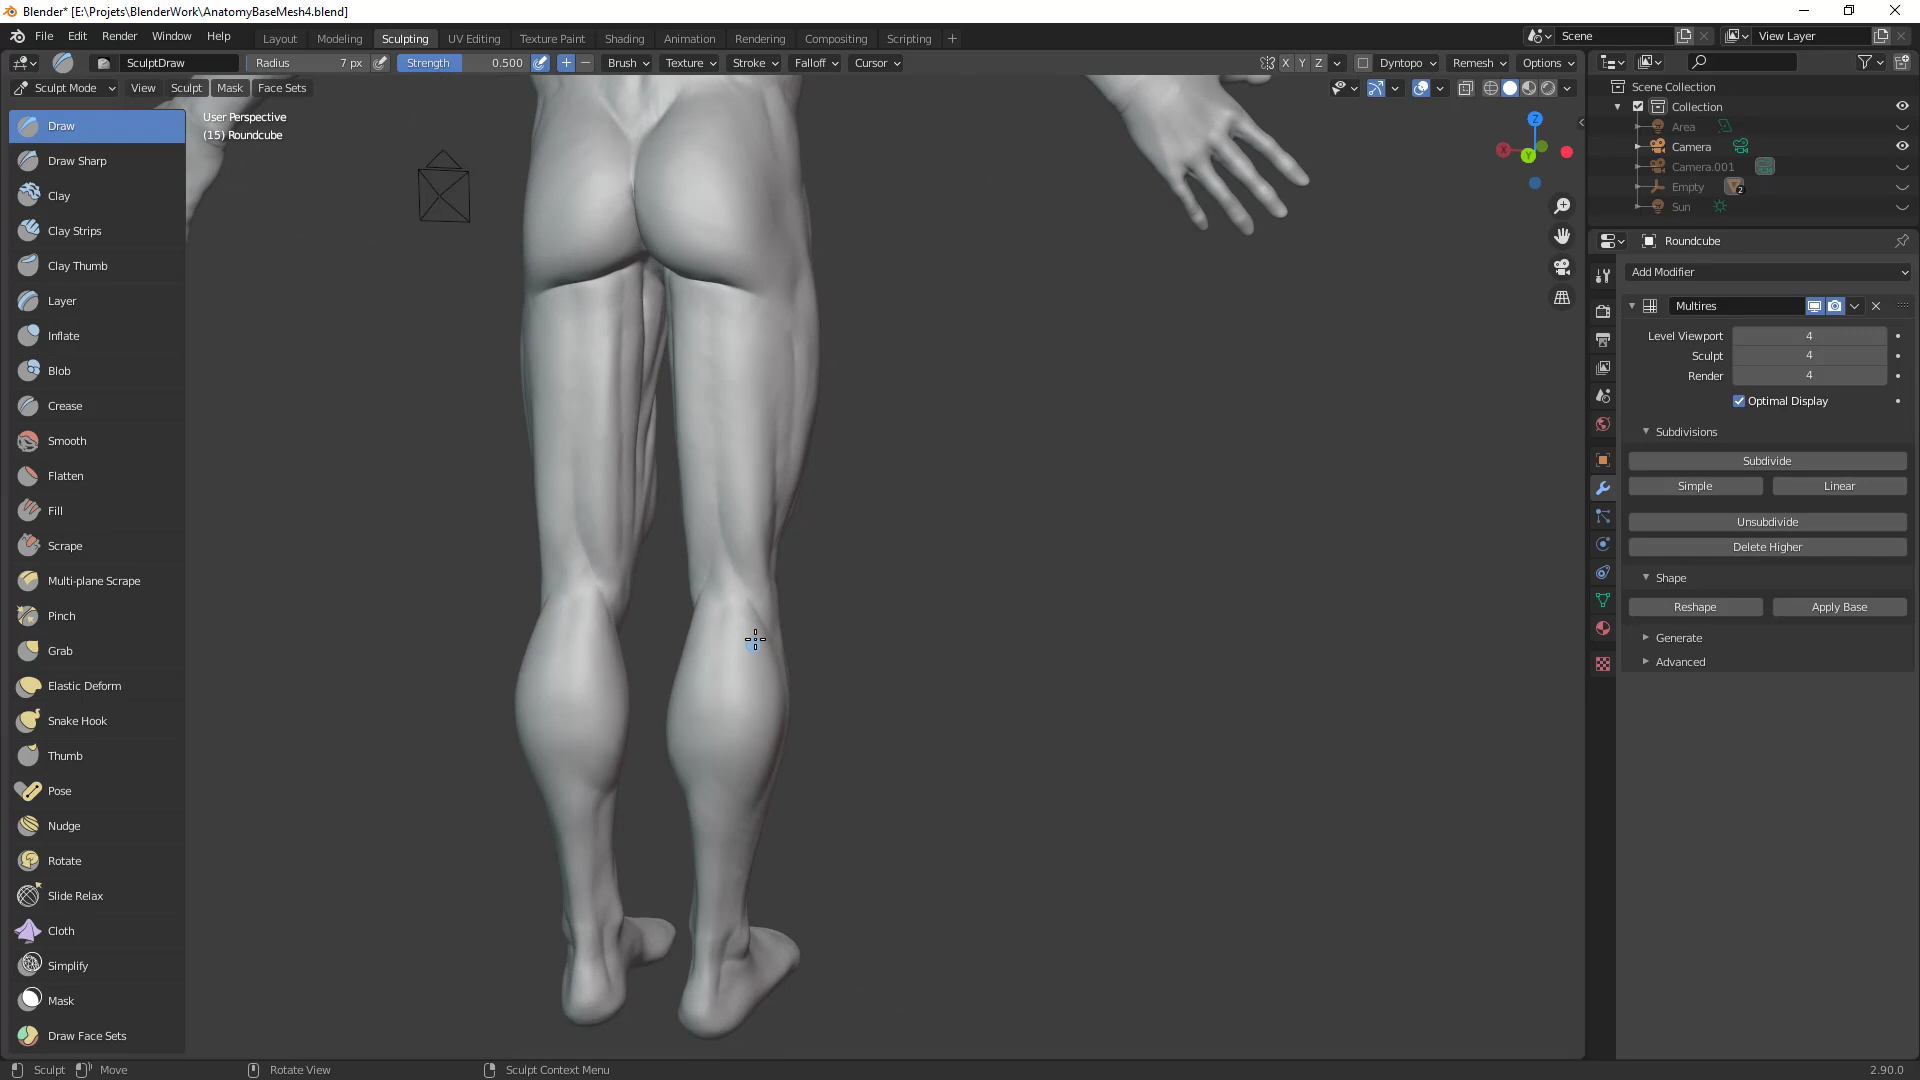 Blender* [E:\Projets\BlenderWork\AnatomyBaseMesh4.blend]
File Edit Render Window Help Layout Modeling Sculpting UV Editing Texture Paint Shading Animation Rendering Compositing Scripting + Scene View Layer
SculptDraw Radius 7 px Strength 0.500 + − Brush Texture Stroke Falloff Cursor X Y Z Dyntopo Remesh Options
Sculpt Mode View Sculpt Mask Face Sets
User Perspective
(15) Roundcube
Draw
Draw Sharp
Clay
Clay Strips
Clay Thumb
Layer
Inflate
Blob
Crease
Smooth
Flatten
Fill
Scrape
Multi-plane Scrape
Pinch
Grab
Elastic Deform
Snake Hook
Thumb
Pose
Nudge
Rotate
Slide Relax
Cloth
Simplify
Mask
Draw Face Sets
Z
X
Y
Scene Collection
Collection
Area
Camera
Camera.001
Empty 2
Sun
Roundcube
Add Modifier
Multires
Level Viewport 4
Sculpt 4
Render 4
Optimal Display
Subdivisions
Subdivide
Simple Linear
Unsubdivide
Delete Higher
Shape
Reshape Apply Base
Generate
Advanced
Sculpt Move Rotate View Sculpt Context Menu 2.90.0